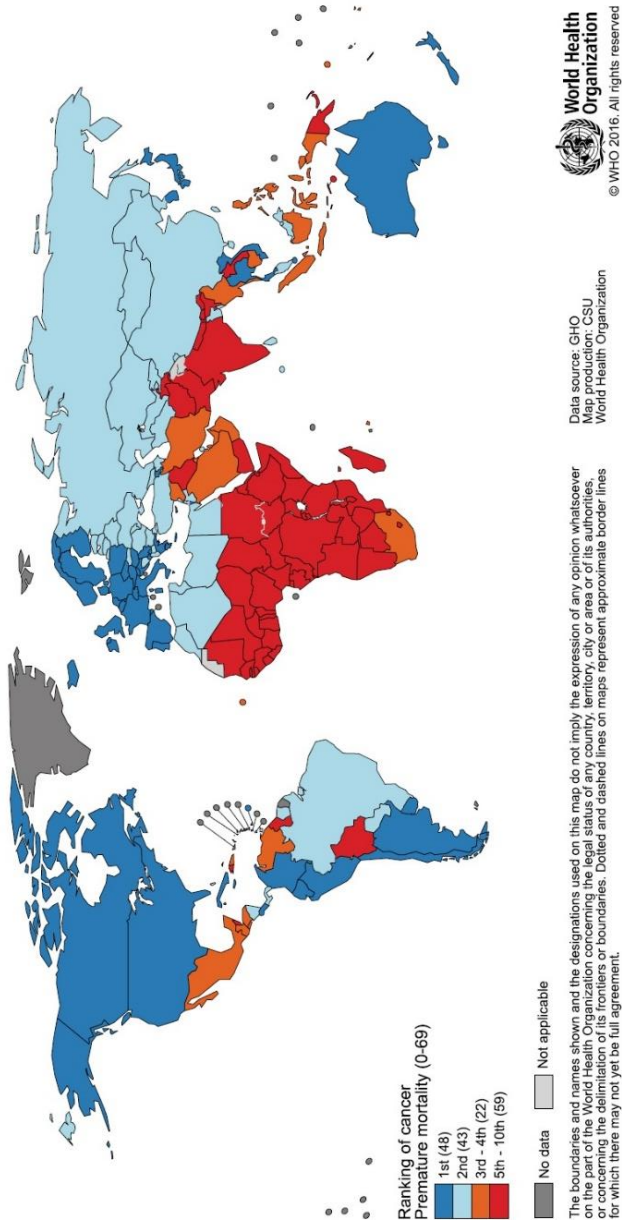 Ranking of cancer
Premature mortality (0-69)
1st (48)
2nd (43)
3rd - 4th (22)
5th - 10th (59)
No data
Not applicable
The boundaries and names shown and the designations used on this map do not imply the expression of any opinion whatsoever
on the part of the World Health Organization concerning the legal status of any country, territory, city or area or of its authorities,
or concerning the delimitation of its frontiers or boundaries. Dotted and dashed lines on maps represent approximate border lines
for which there may not yet be full agreement.
Data source: GHO
Map production: CSU
World Health Organization
World Health
Organization
© WHO 2016. All rights reserved